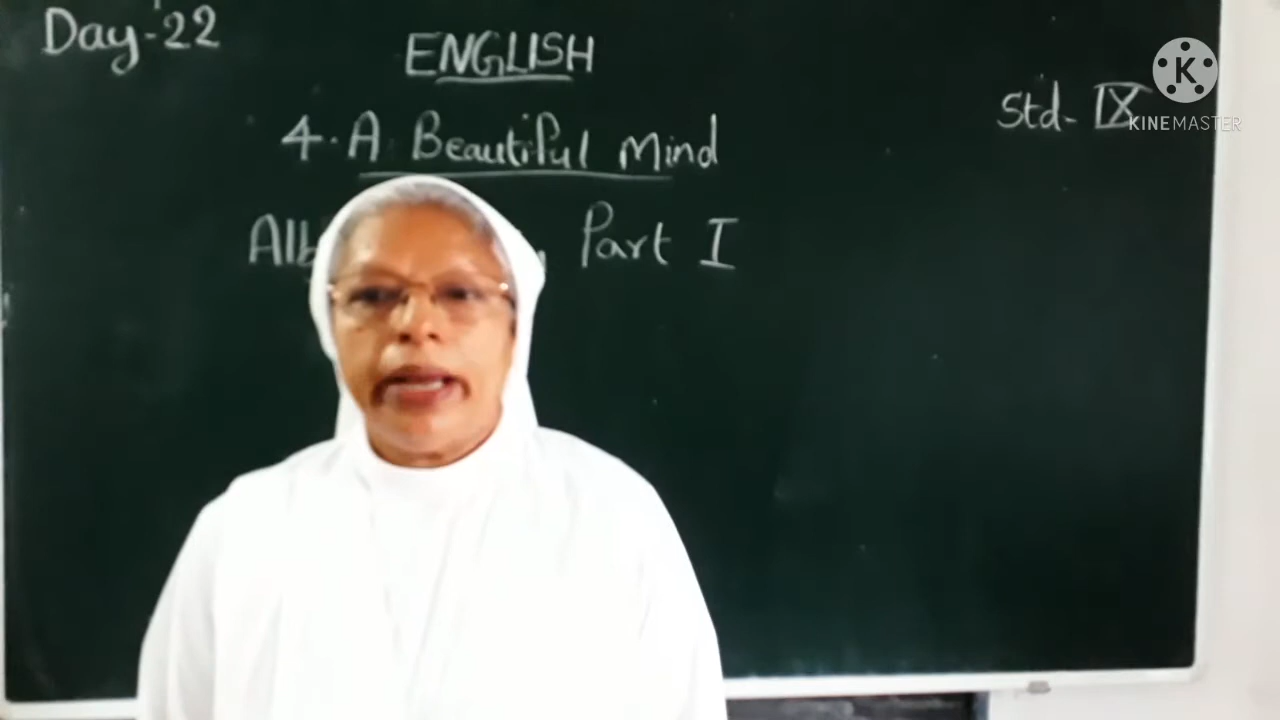 Day-22
ENGLISH
Std- IX
K
KINEMASTER
4. A Beautiful Mind
Part I